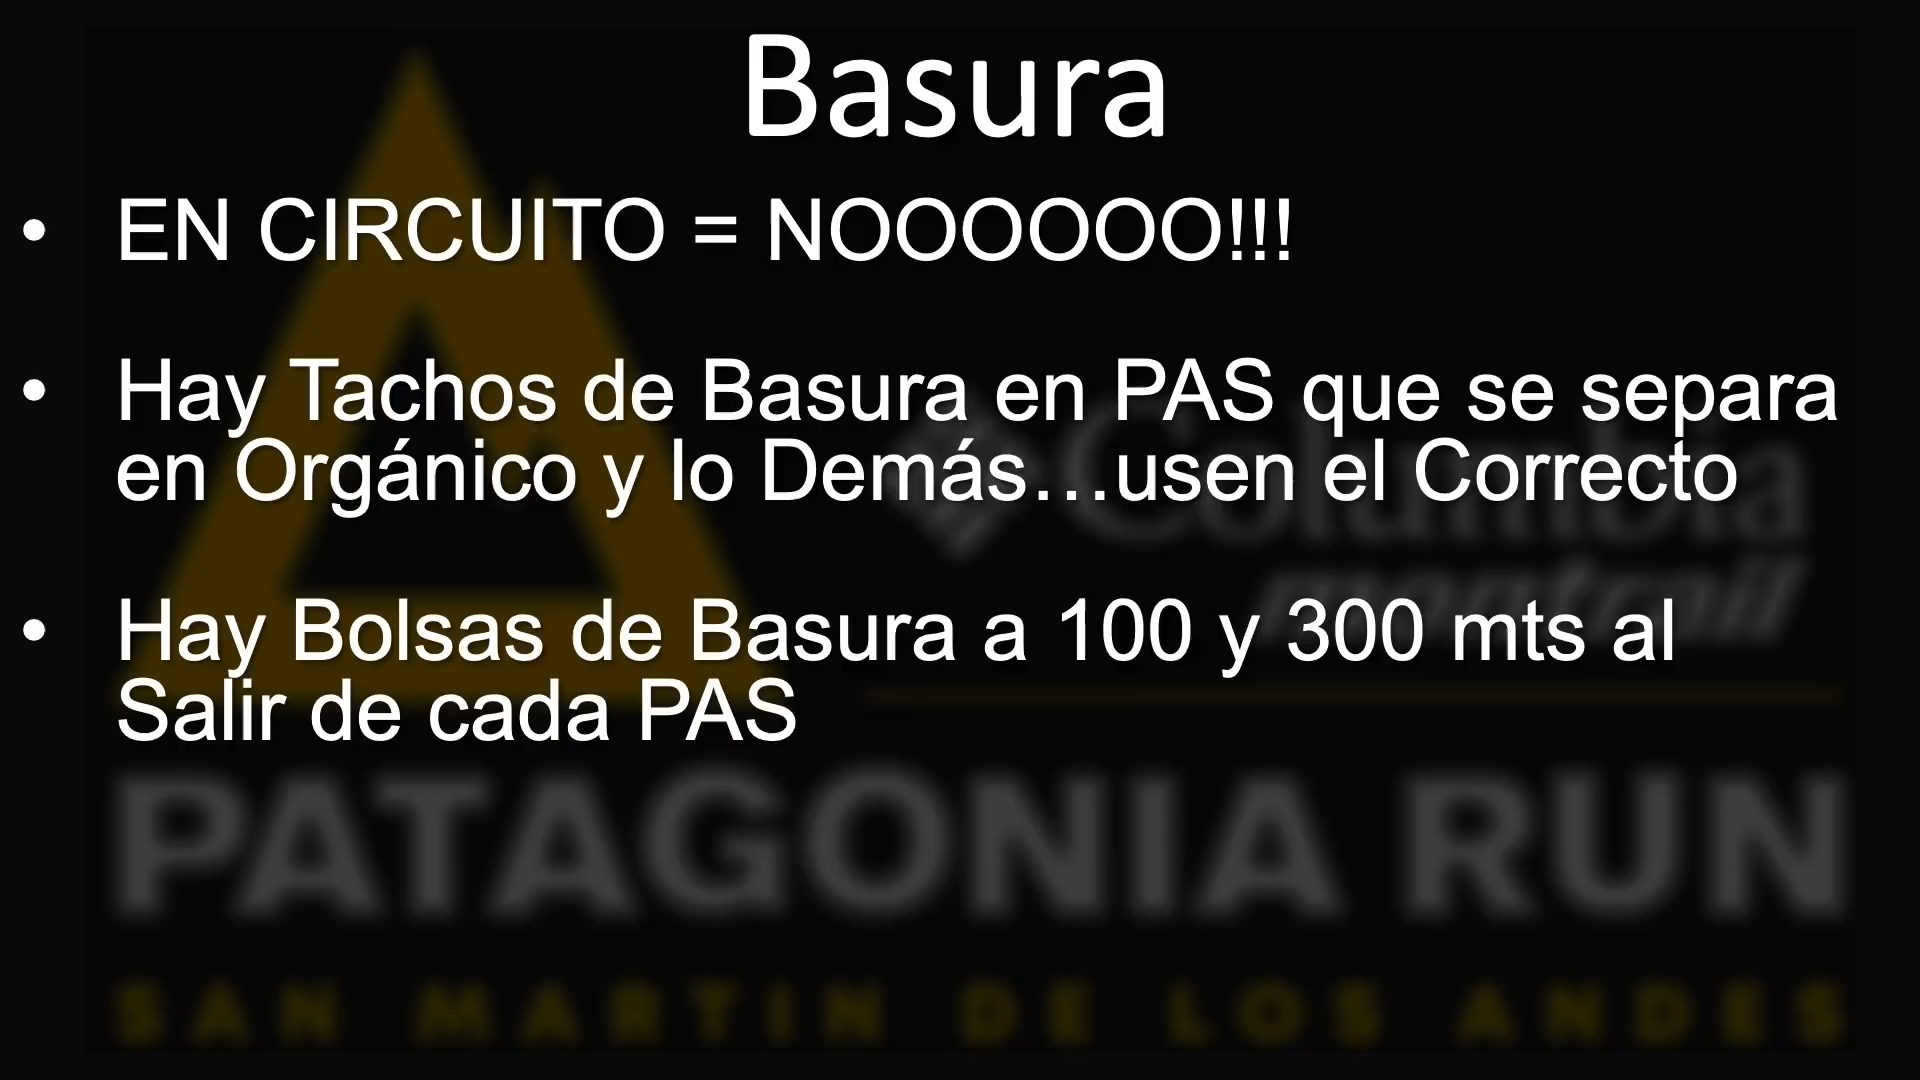 Basura
• EN CIRCUITO = NOOOOOO!!!
• Hay Tachos de Basura en PAS que se separa
en Orgánico y lo Demás…usen el Correcto
• Hay Bolsas de Basura a 100 y 300 mts al
Salir de cada PAS
Columbia
montrail
PATAGONIA RUN
SAN MARTIN DE LOS ANDES